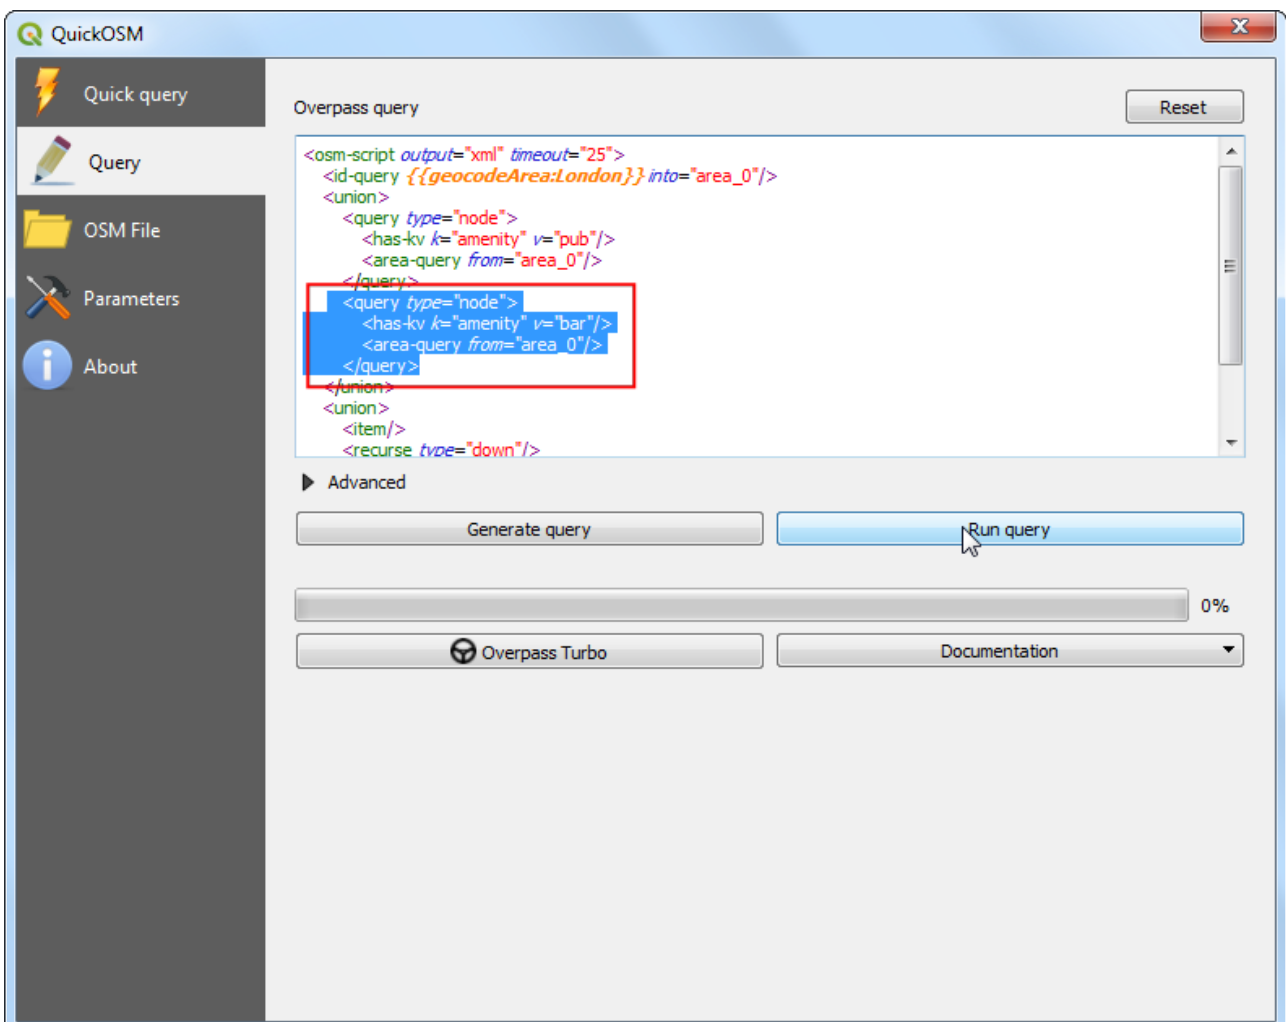 QuickOSM
x
Quick query
Query
OSM File
Parameters
About
Overpass query
Reset
<osm-script output="xml" timeout="25">
<id-query {{geocodeArea:London}} into="area_0"/>
<union>
<query type="node">
<has-kv k="amenity" v="pub"/>
<area-query from="area_0"/>
</query>
<query type="node">
<has-kv k="amenity" v="bar"/>
<area-query from="area_0"/>
</query>
</union>
<union>
<item/>
<recurse type="down"/>
Advanced
Generate query
Run query
0%
Overpass Turbo
Documentation